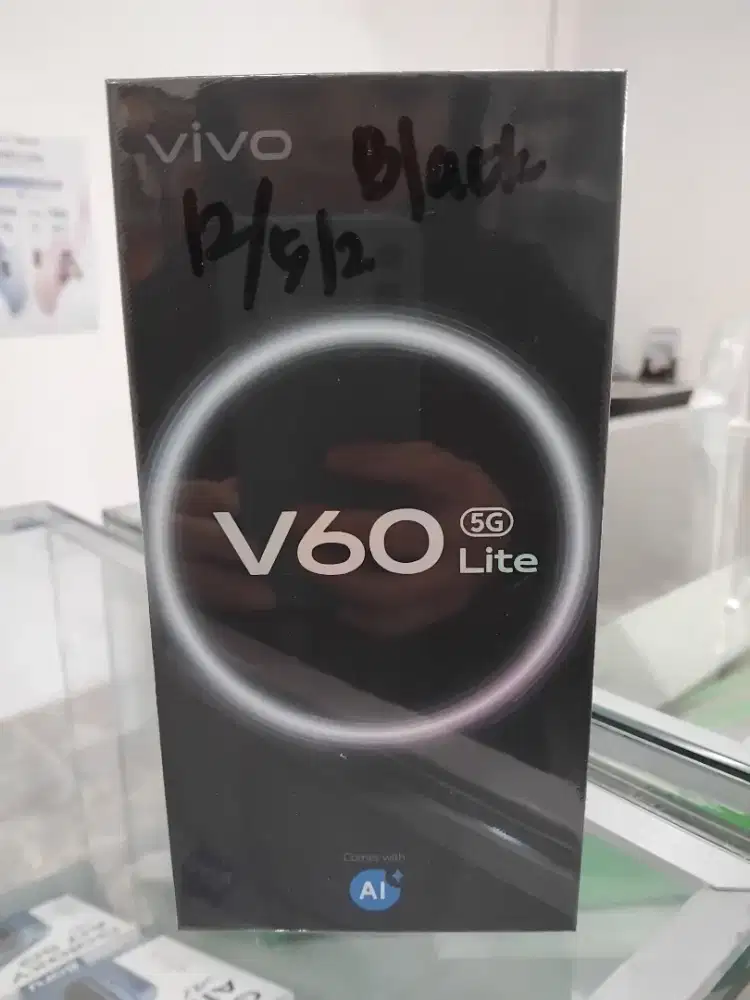 vivo
Black
12/512
V60 5G Lite
Comes with
AI